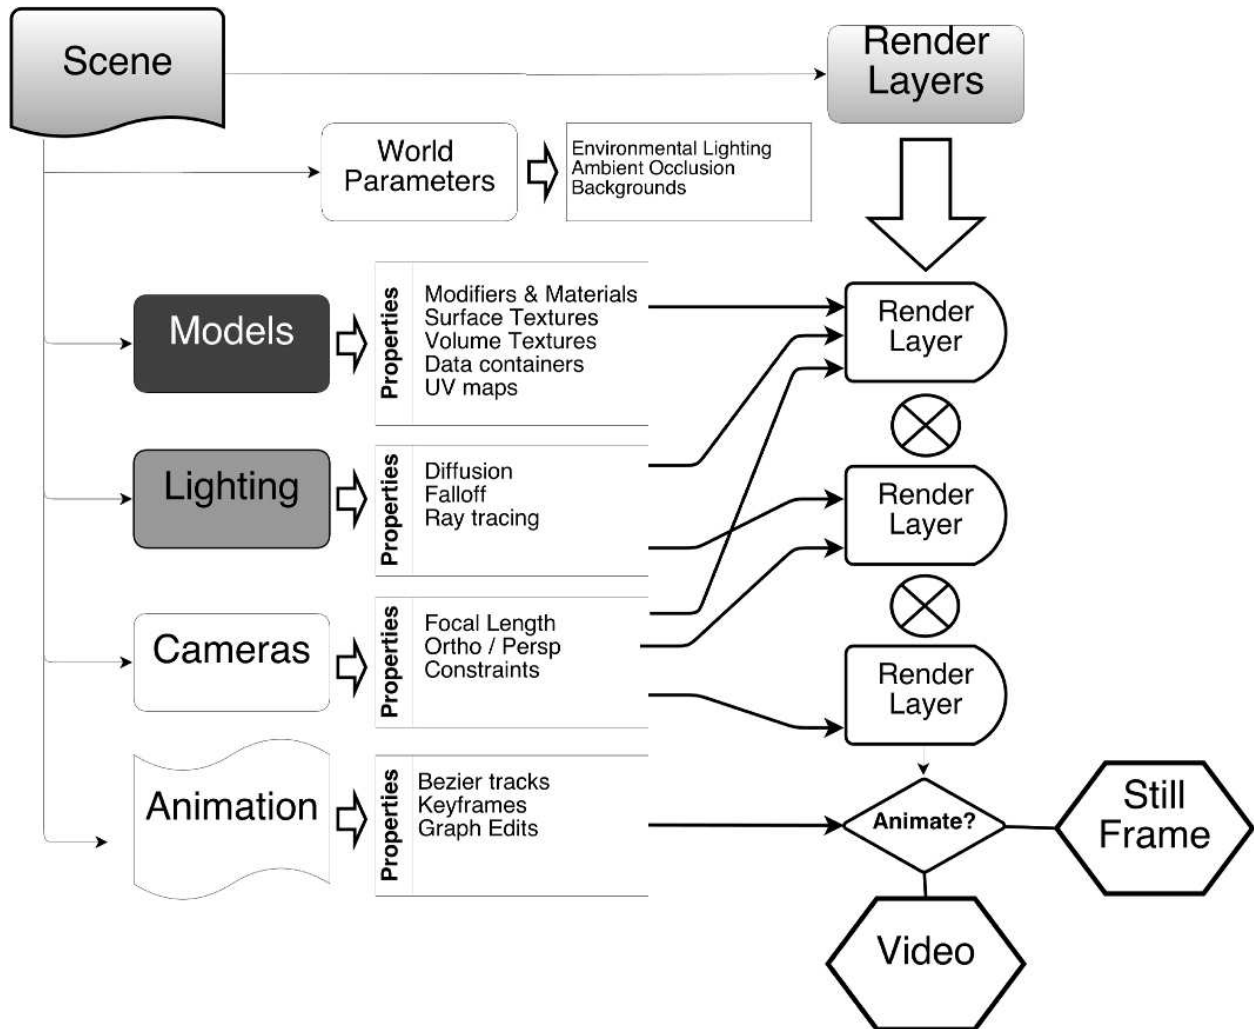 Scene
Render
Layers
World
Parameters
Environmental Lighting
Ambient Occlusion
Backgrounds
Models
Properties
Modifiers & Materials
Surface Textures
Volume Textures
Data containers
UV maps
Render
Layer
Lighting
Properties
Diffusion
Falloff
Ray tracing
Render
Layer
Cameras
Properties
Focal Length
Ortho / Persp
Constraints
Render
Layer
Animation
Properties
Bezier tracks
Keyframes
Graph Edits
Animate?
Still
Frame
Video